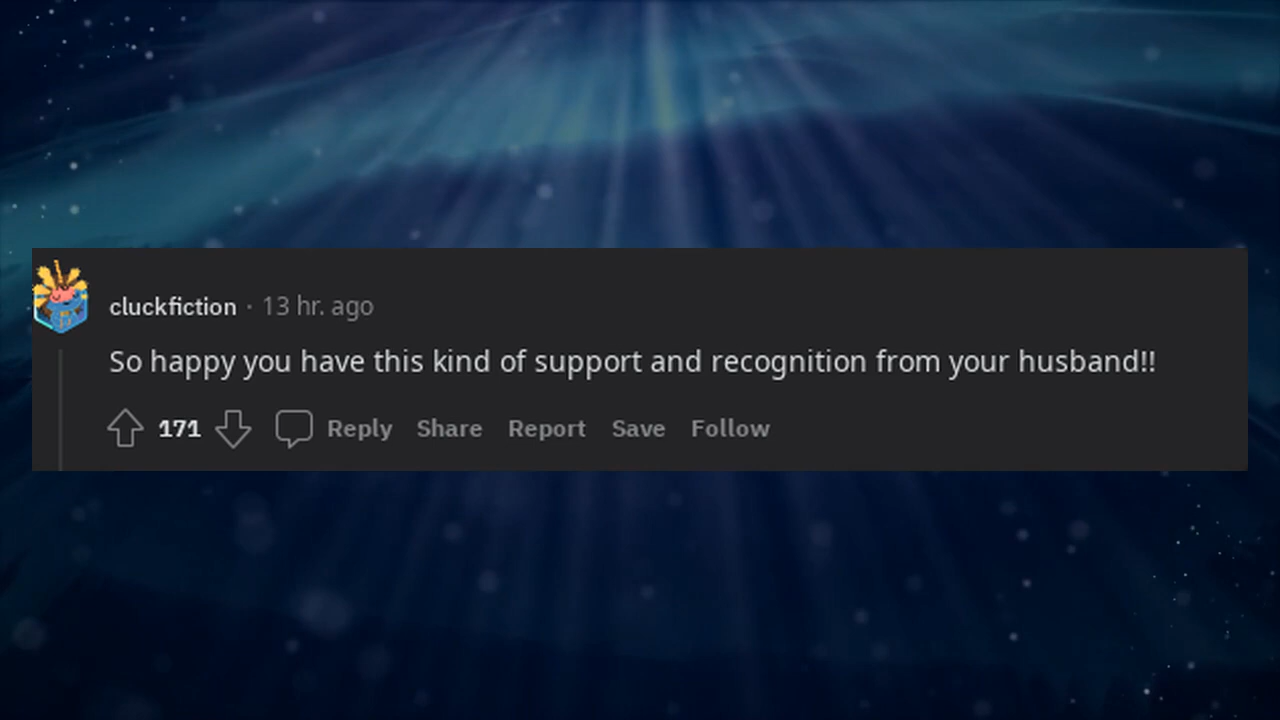 cluckfiction · 13 hr. ago
So happy you have this kind of support and recognition from your husband!!
171 Reply Share Report Save Follow